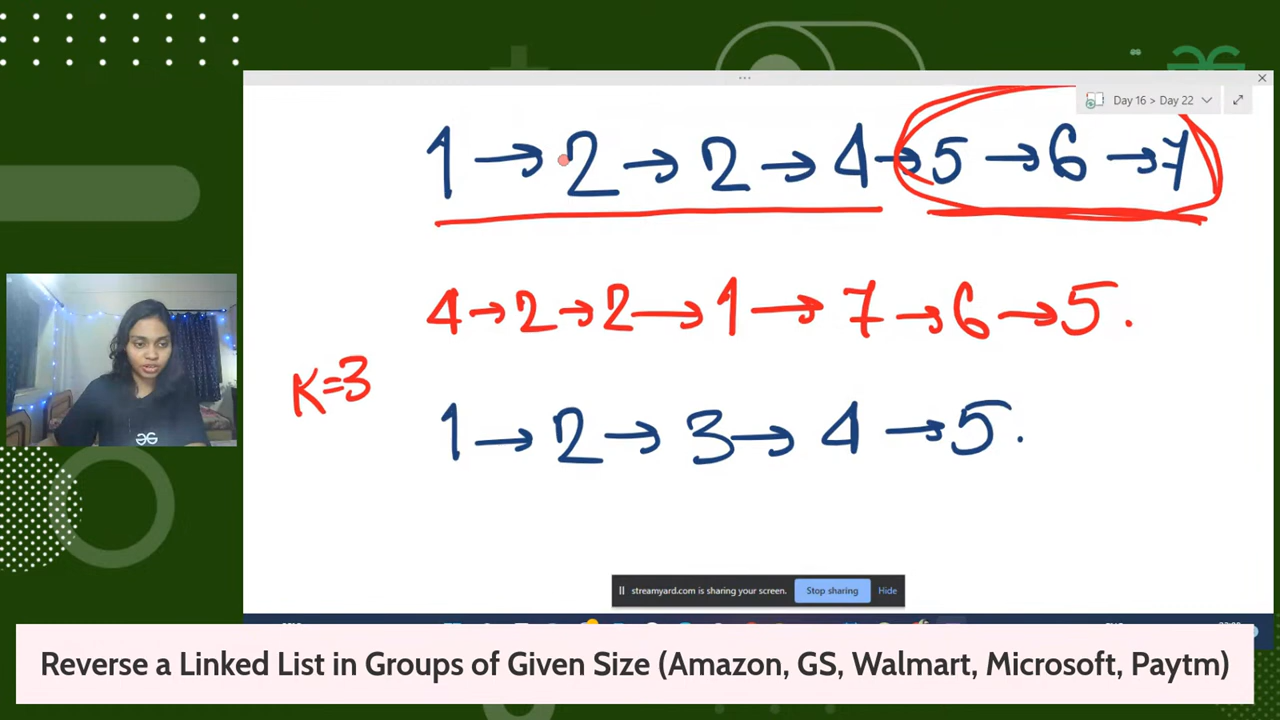 Day 16 > Day 22
1 → 2 → 2 → 4 → 5 → 6 → 7
4 → 2 → 2 → 1 → 7 → 6 → 5.
K=3
1 → 2 → 3 → 4 → 5.
streamyard.com is sharing your screen. Stop sharing Hide
Reverse a Linked List in Groups of Given Size (Amazon, GS, Walmart, Microsoft, Paytm)